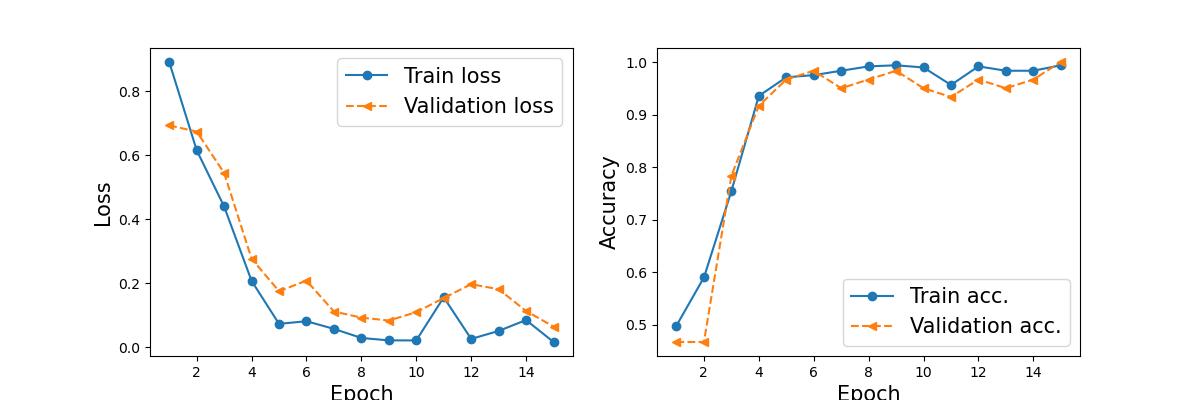 Train loss
Validation loss
0.8
0.6
0.4
0.2
0.0
Loss
2 4 6 8 10 12 14
Epoch
1.0
0.9
0.8
0.7
0.6
0.5
Accuracy
Train acc.
Validation acc.
2 4 6 8 10 12 14
Epoch